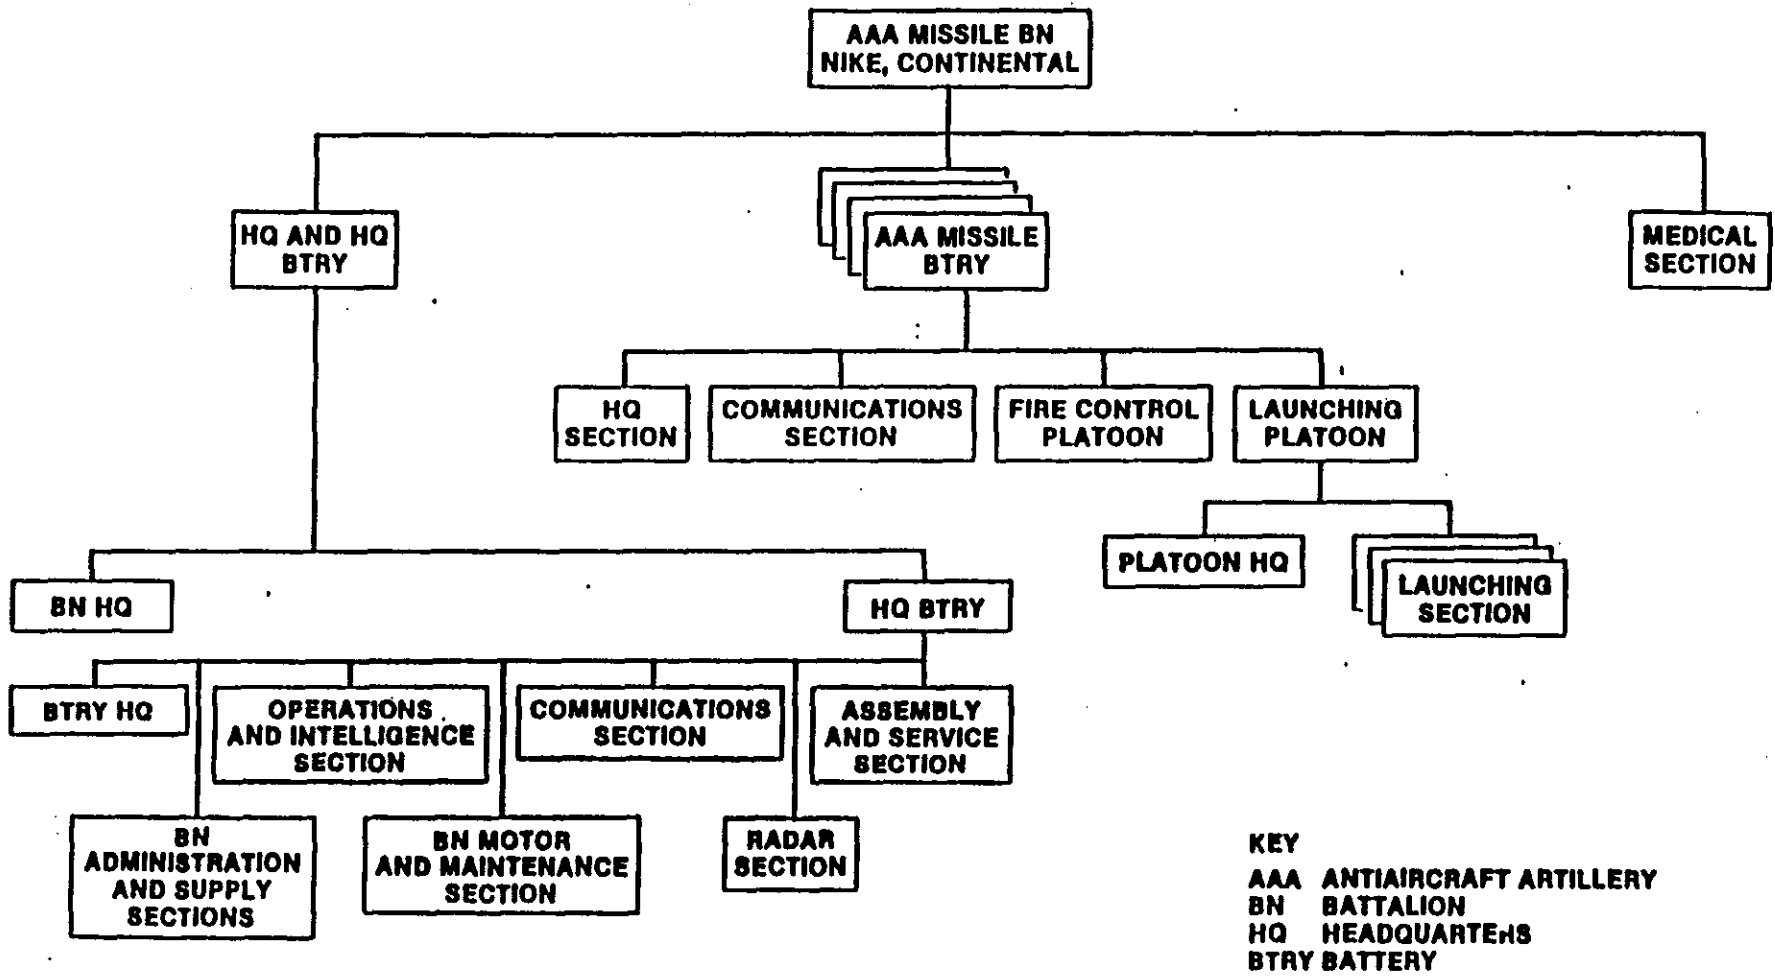 AAA MISSILE BN
NIKE, CONTINENTAL
HQ AND HQ
BTRY
AAA MISSILE
BTRY
MEDICAL
SECTION
HQ
SECTION
COMMUNICATIONS
SECTION
FIRE CONTROL
PLATOON
LAUNCHING
PLATOON
PLATOON HQ
LAUNCHING
SECTION
BN HQ
HQ BTRY
BTRY HQ
OPERATIONS
AND INTELLIGENCE
SECTION
COMMUNICATIONS
SECTION
ASSEMBLY
AND SERVICE
SECTION
BN
ADMINISTRATION
AND SUPPLY
SECTIONS
BN MOTOR
AND MAINTENANCE
SECTION
RADAR
SECTION
KEY
AAA ANTIAIRCRAFT ARTILLERY
BN BATTALION
HQ HEADQUARTERS
BTRY BATTERY